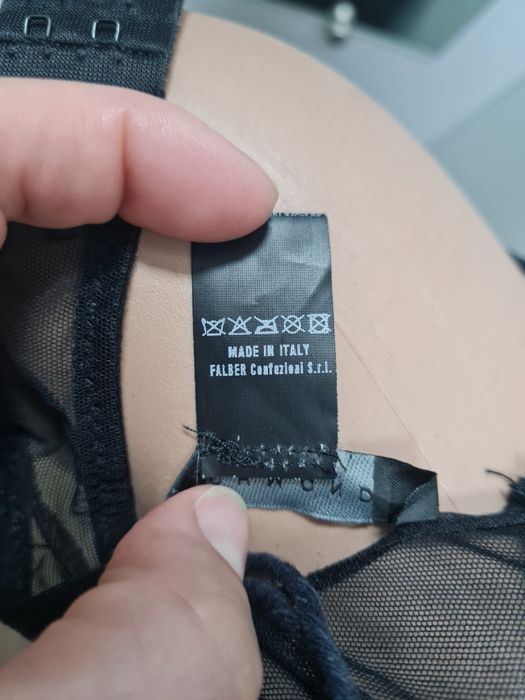 MADE IN ITALY
FALBER Confezioni S.r.l.